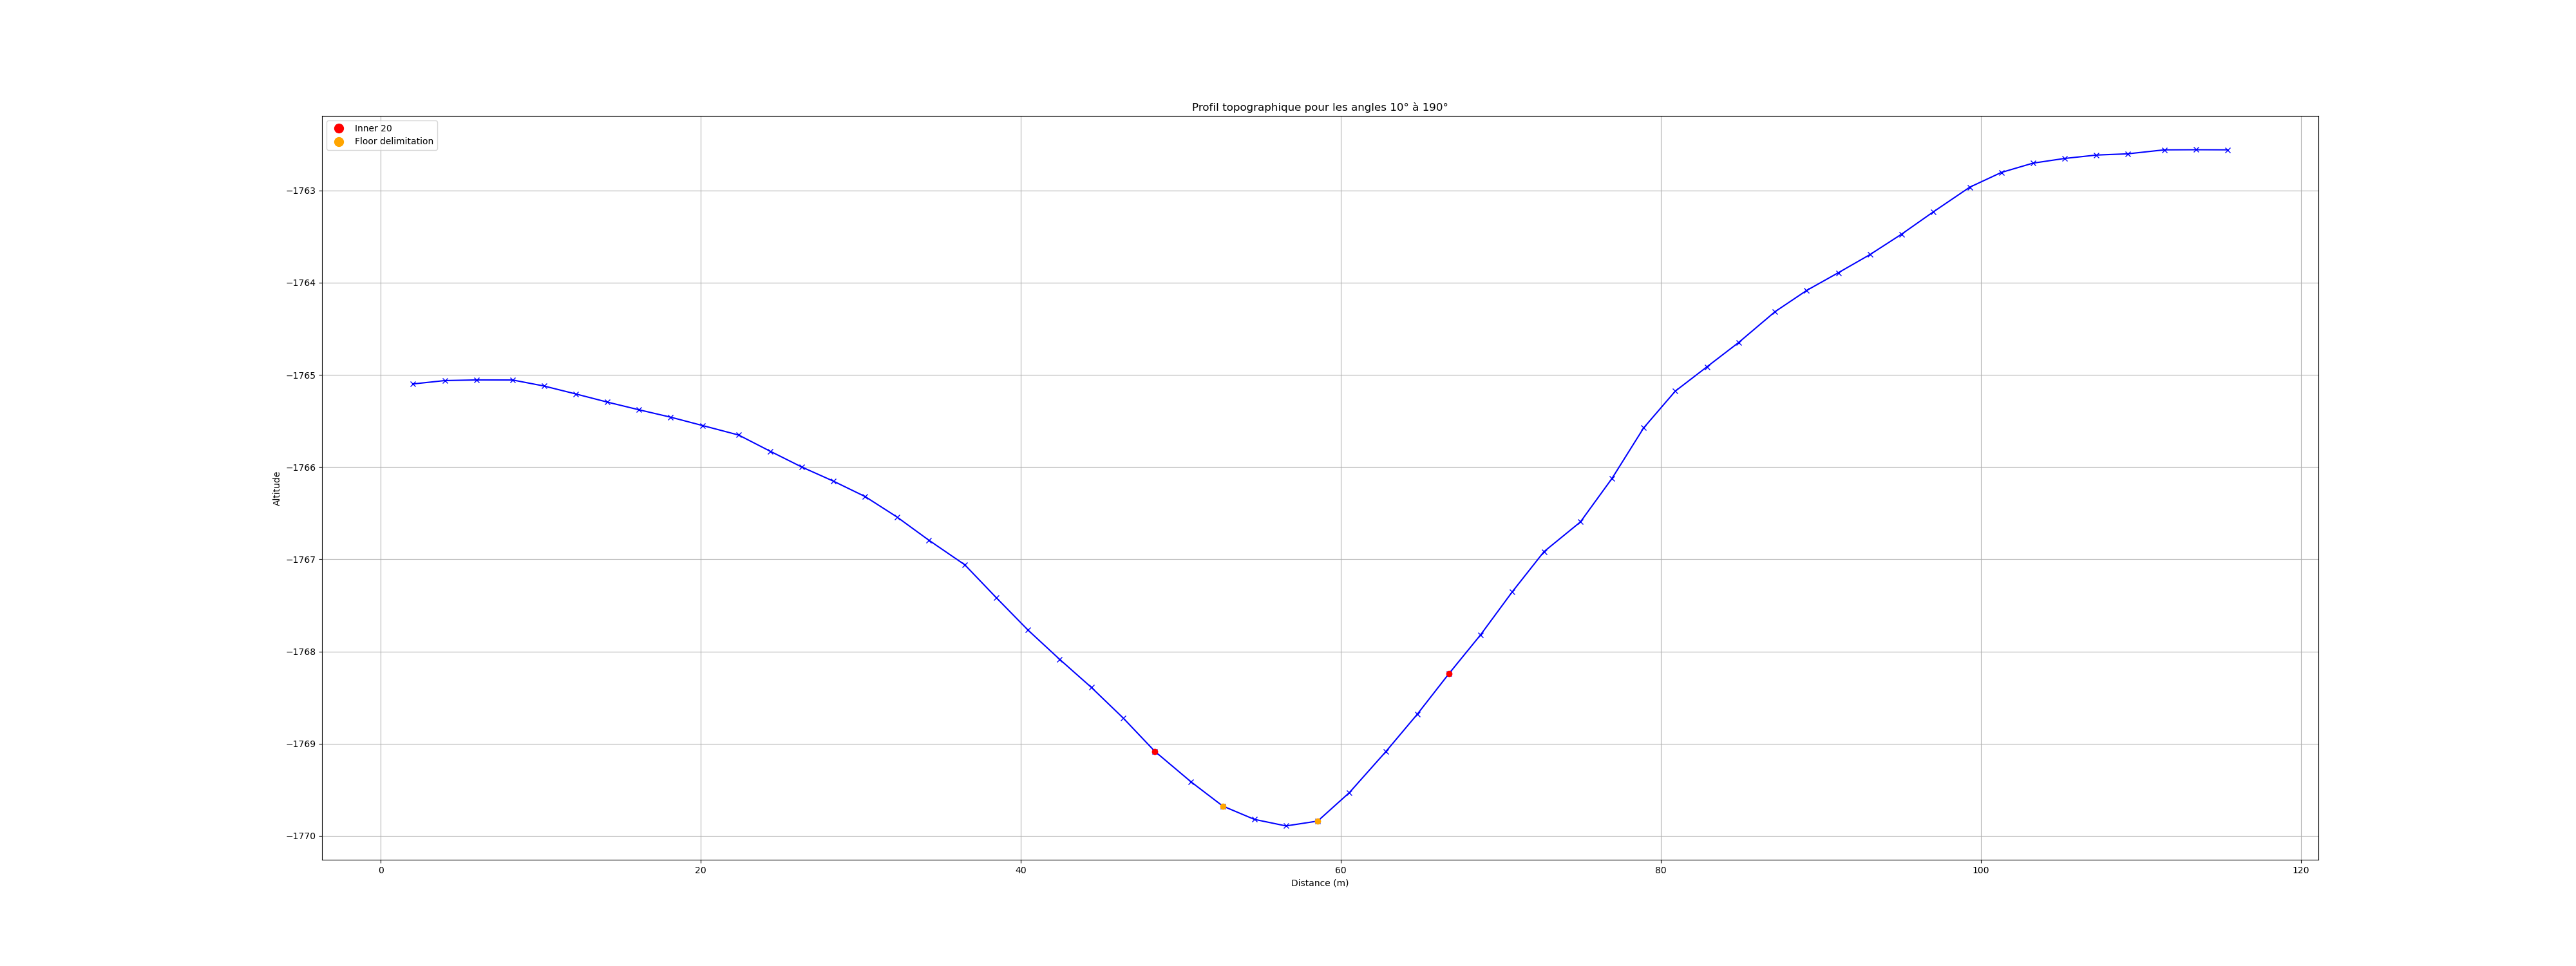 Profil topographique pour les angles 10° à 190°
Inner 20
Floor delimitation
−1763
−1764
−1765
−1766
−1767
−1768
−1769
−1770
Altitude
0 20 40 60 80 100 120
Distance (m)